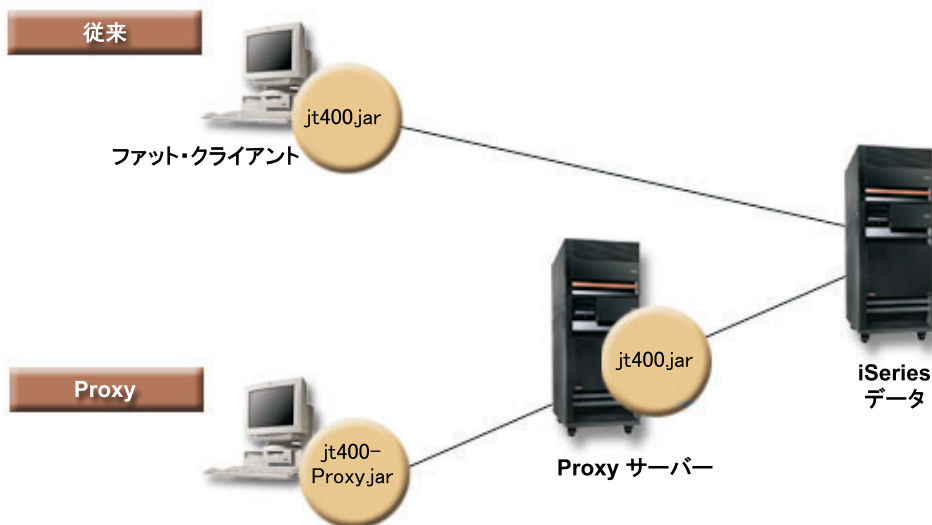 従来
jt400.jar
ファット・クライアント
jt400.jar
iSeries
データ
Proxy
jt400-
Proxy.jar
Proxy サーバー